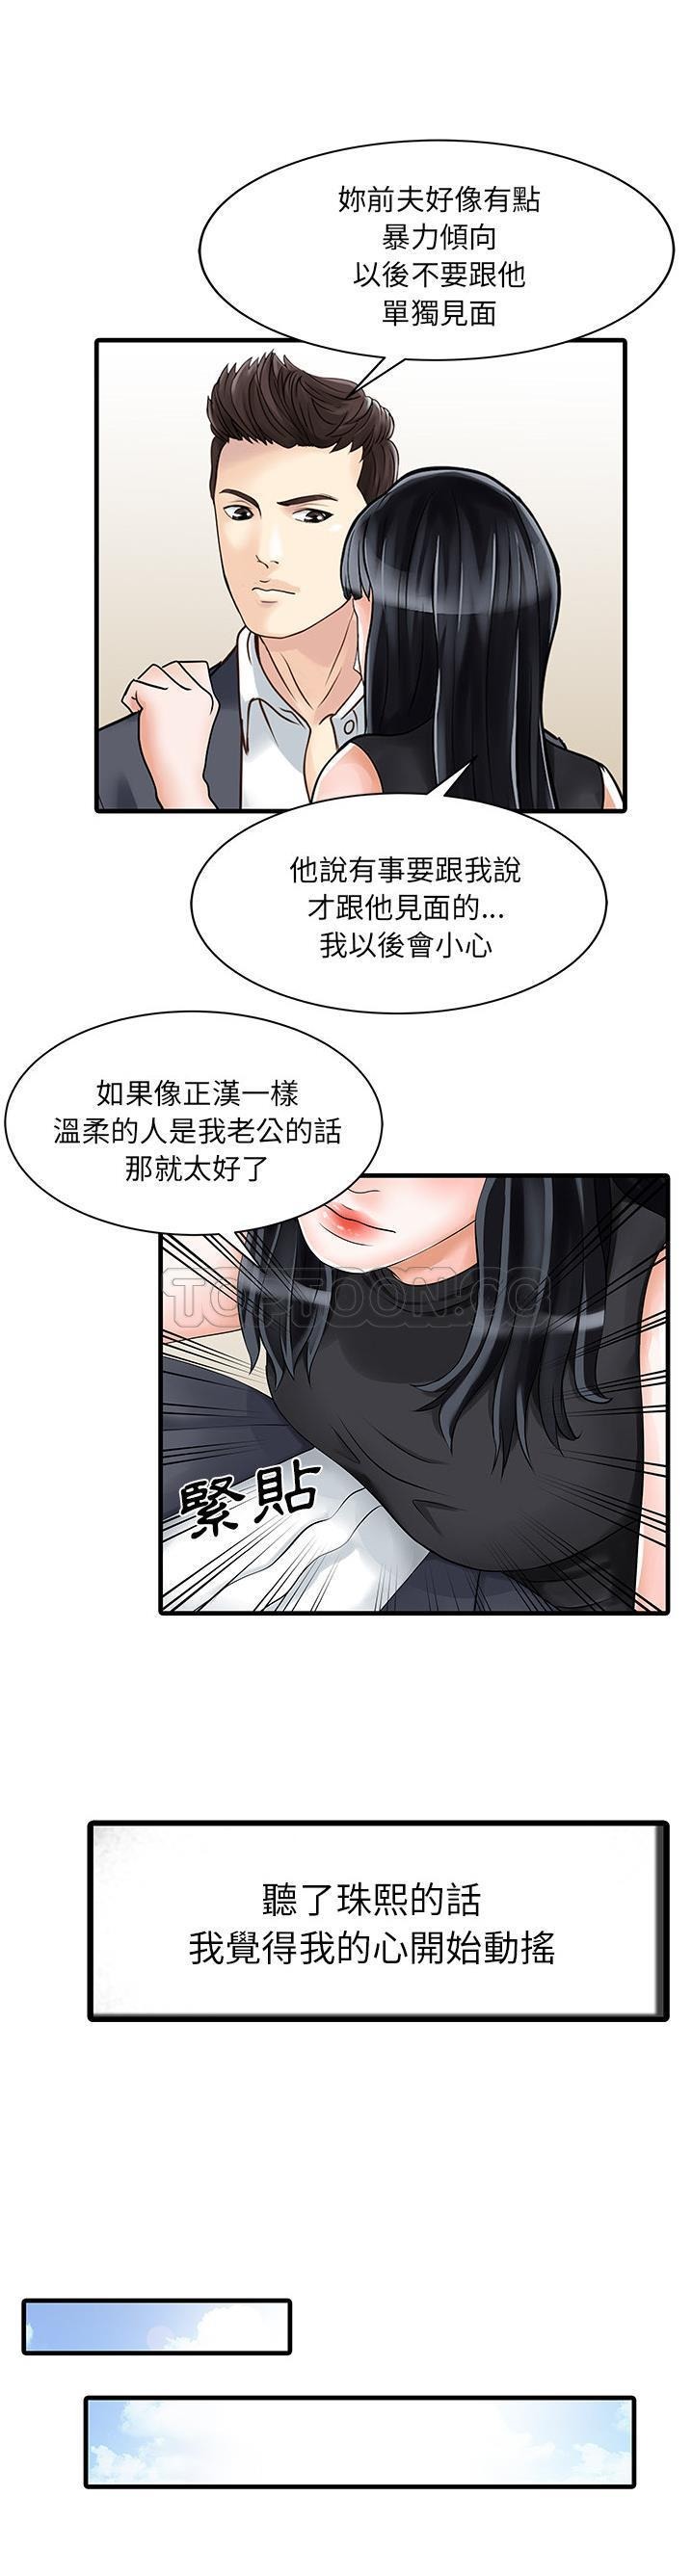 妳前夫好像有點
暴力傾向
以後不要跟他
單獨見面
他說有事要跟我說
才跟他見面的...
我以後會小心
如果像正漢一樣
溫柔的人是我老公的話
那就太好了
TOPTOON.CC
緊貼
聽了珠熙的話
我覺得我的心開始動搖